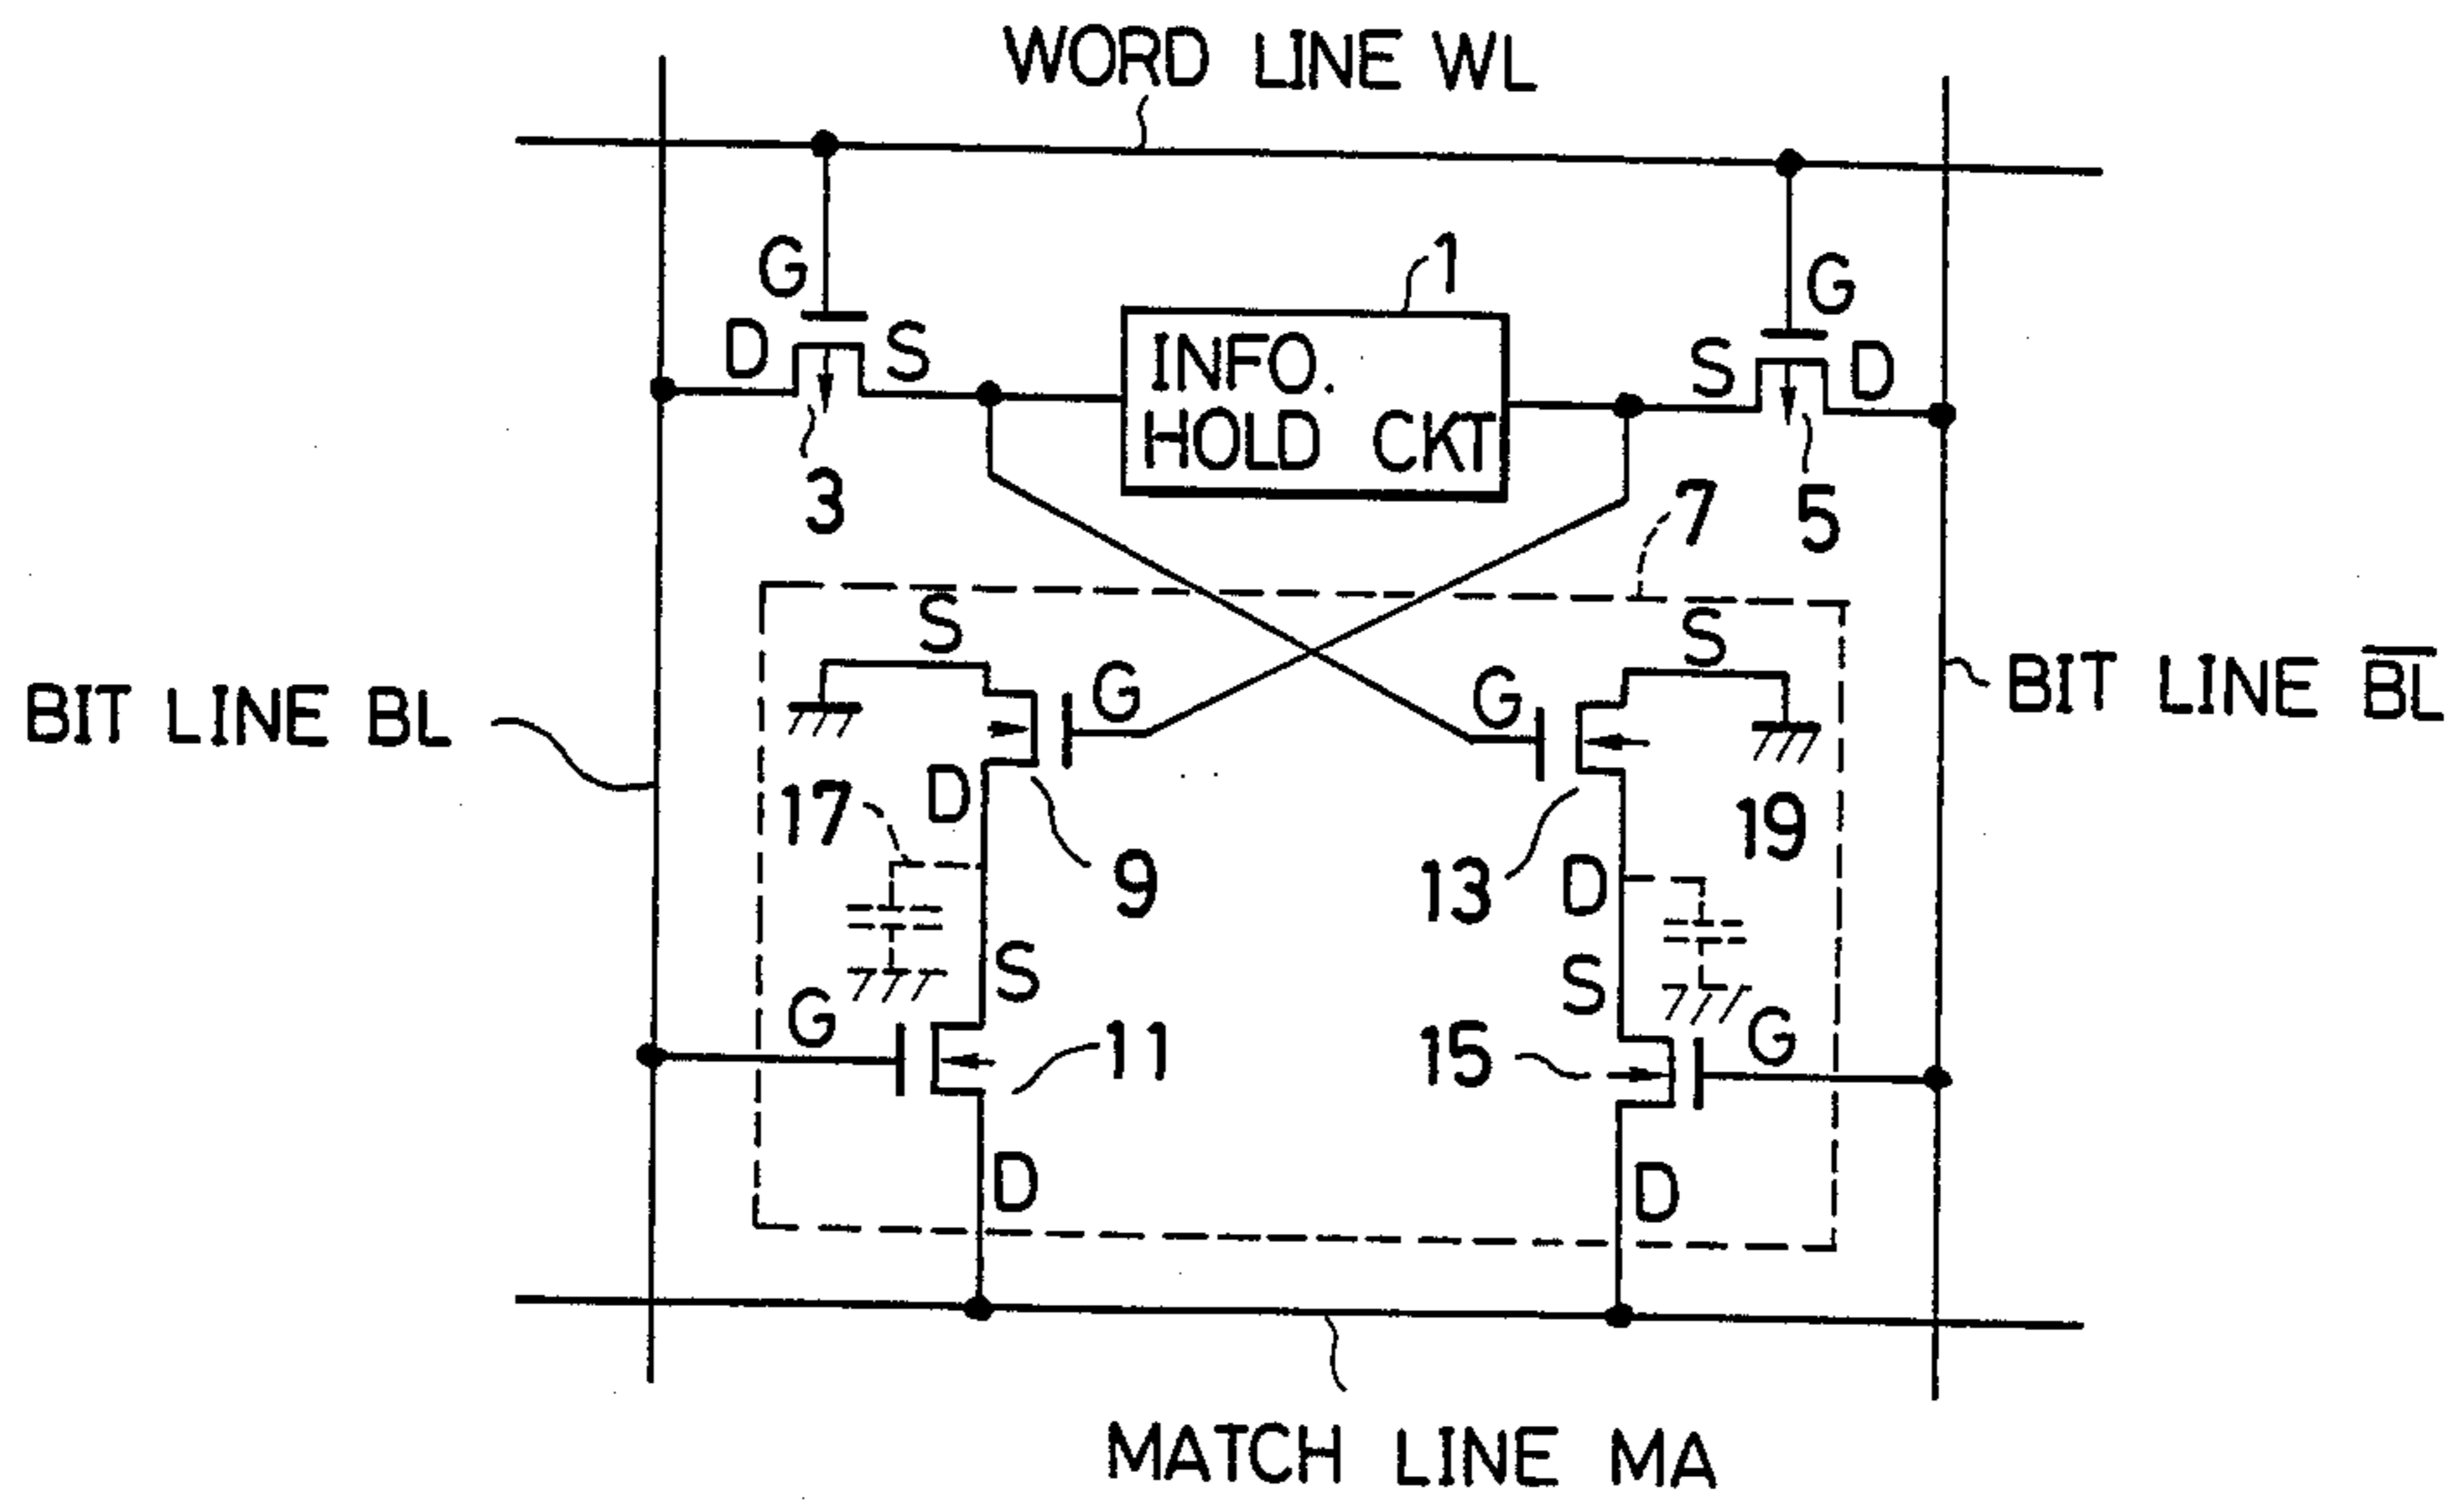 WORD LINE WL
G
1
G
D
S
INFO.
HOLD CKT
S
D
3
7
5
S
S
BIT LINE BL
G
G
BIT LINE B̅L̅
17
D
19
9
13
D
S
S
G
11
15
G
D
D
MATCH LINE MA